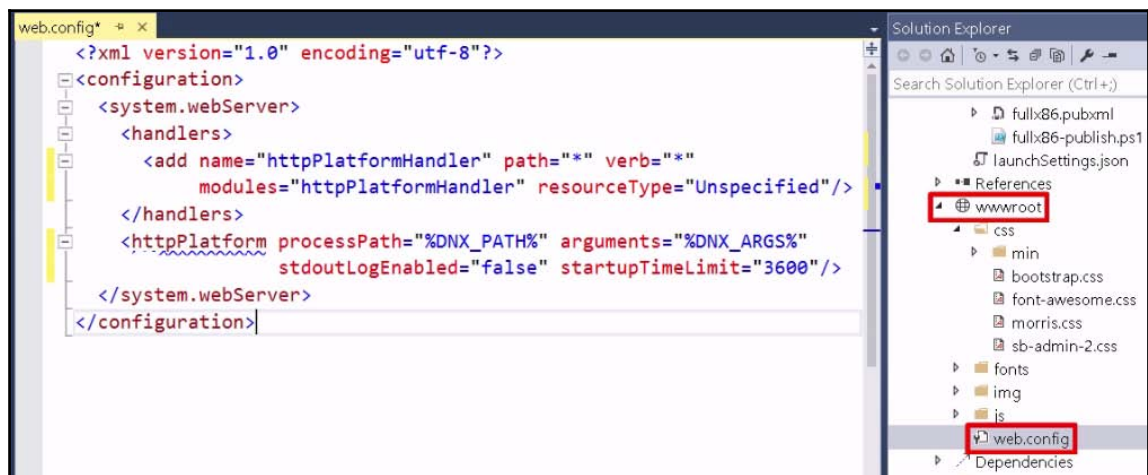 web.config*
<?xml version="1.0" encoding="utf-8"?>
<configuration>
<system.webServer>
<handlers>
<add name="httpPlatformHandler" path="*" verb="*"
modules="httpPlatformHandler" resourceType="Unspecified"/>
</handlers>
<httpPlatform processPath="%DNX_PATH%" arguments="%DNX_ARGS%"
stdoutLogEnabled="false" startupTimeLimit="3600"/>
</system.webServer>
</configuration>
Solution Explorer
Search Solution Explorer (Ctrl+;)
fullx86.pubxml
fullx86-publish.ps1
launchSettings.json
References
wwwroot
css
min
bootstrap.css
font-awesome.css
morris.css
sb-admin-2.css
fonts
img
js
web.config
Dependencies